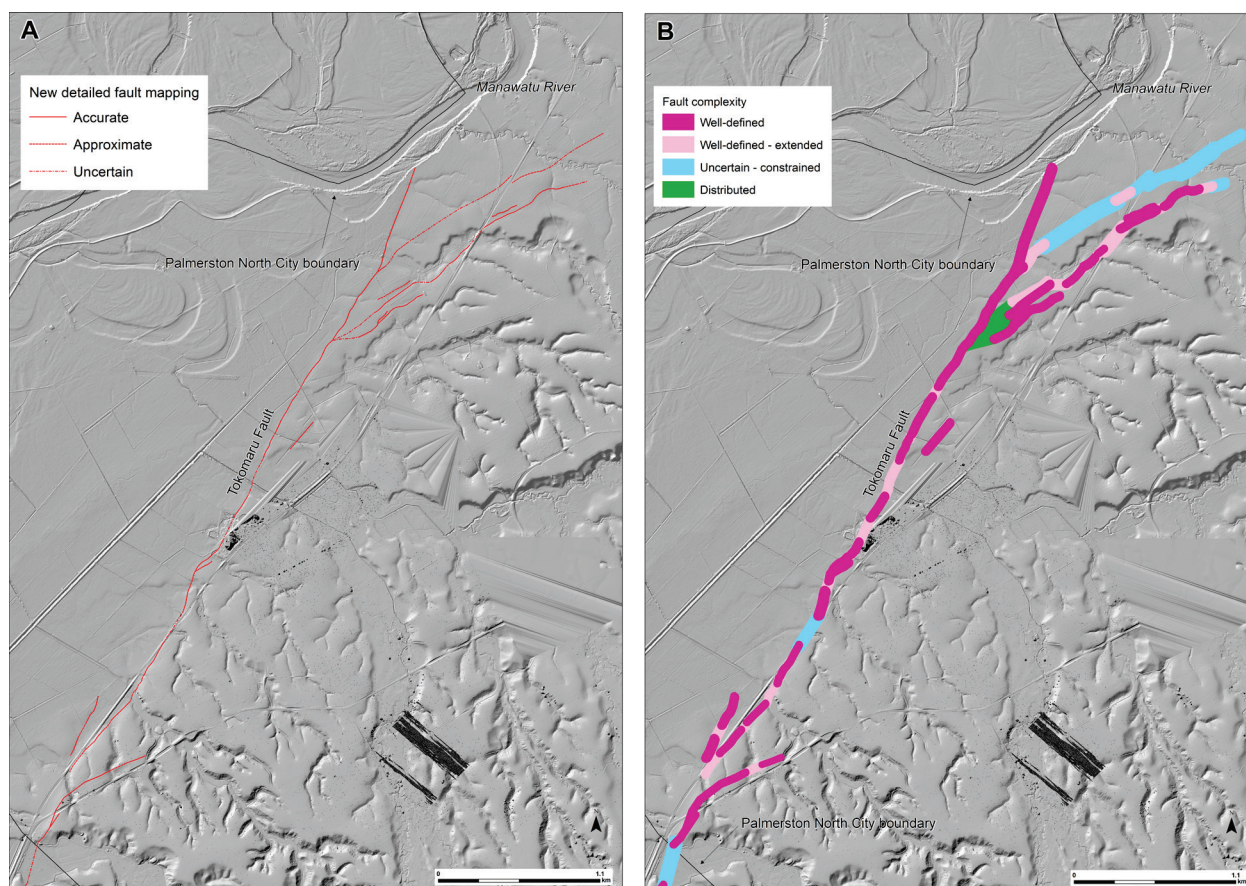 A
New detailed fault mapping
Accurate
Approximate
Uncertain
Manawatu River
Palmerston North City boundary
Tokomaru Fault
0
1.1
km
B
Fault complexity
Well-defined
Well-defined - extended
Uncertain - constrained
Distributed
Manawatu River
Palmerston North City boundary
Tokomaru Fault
Palmerston North City boundary
0
1.1
km